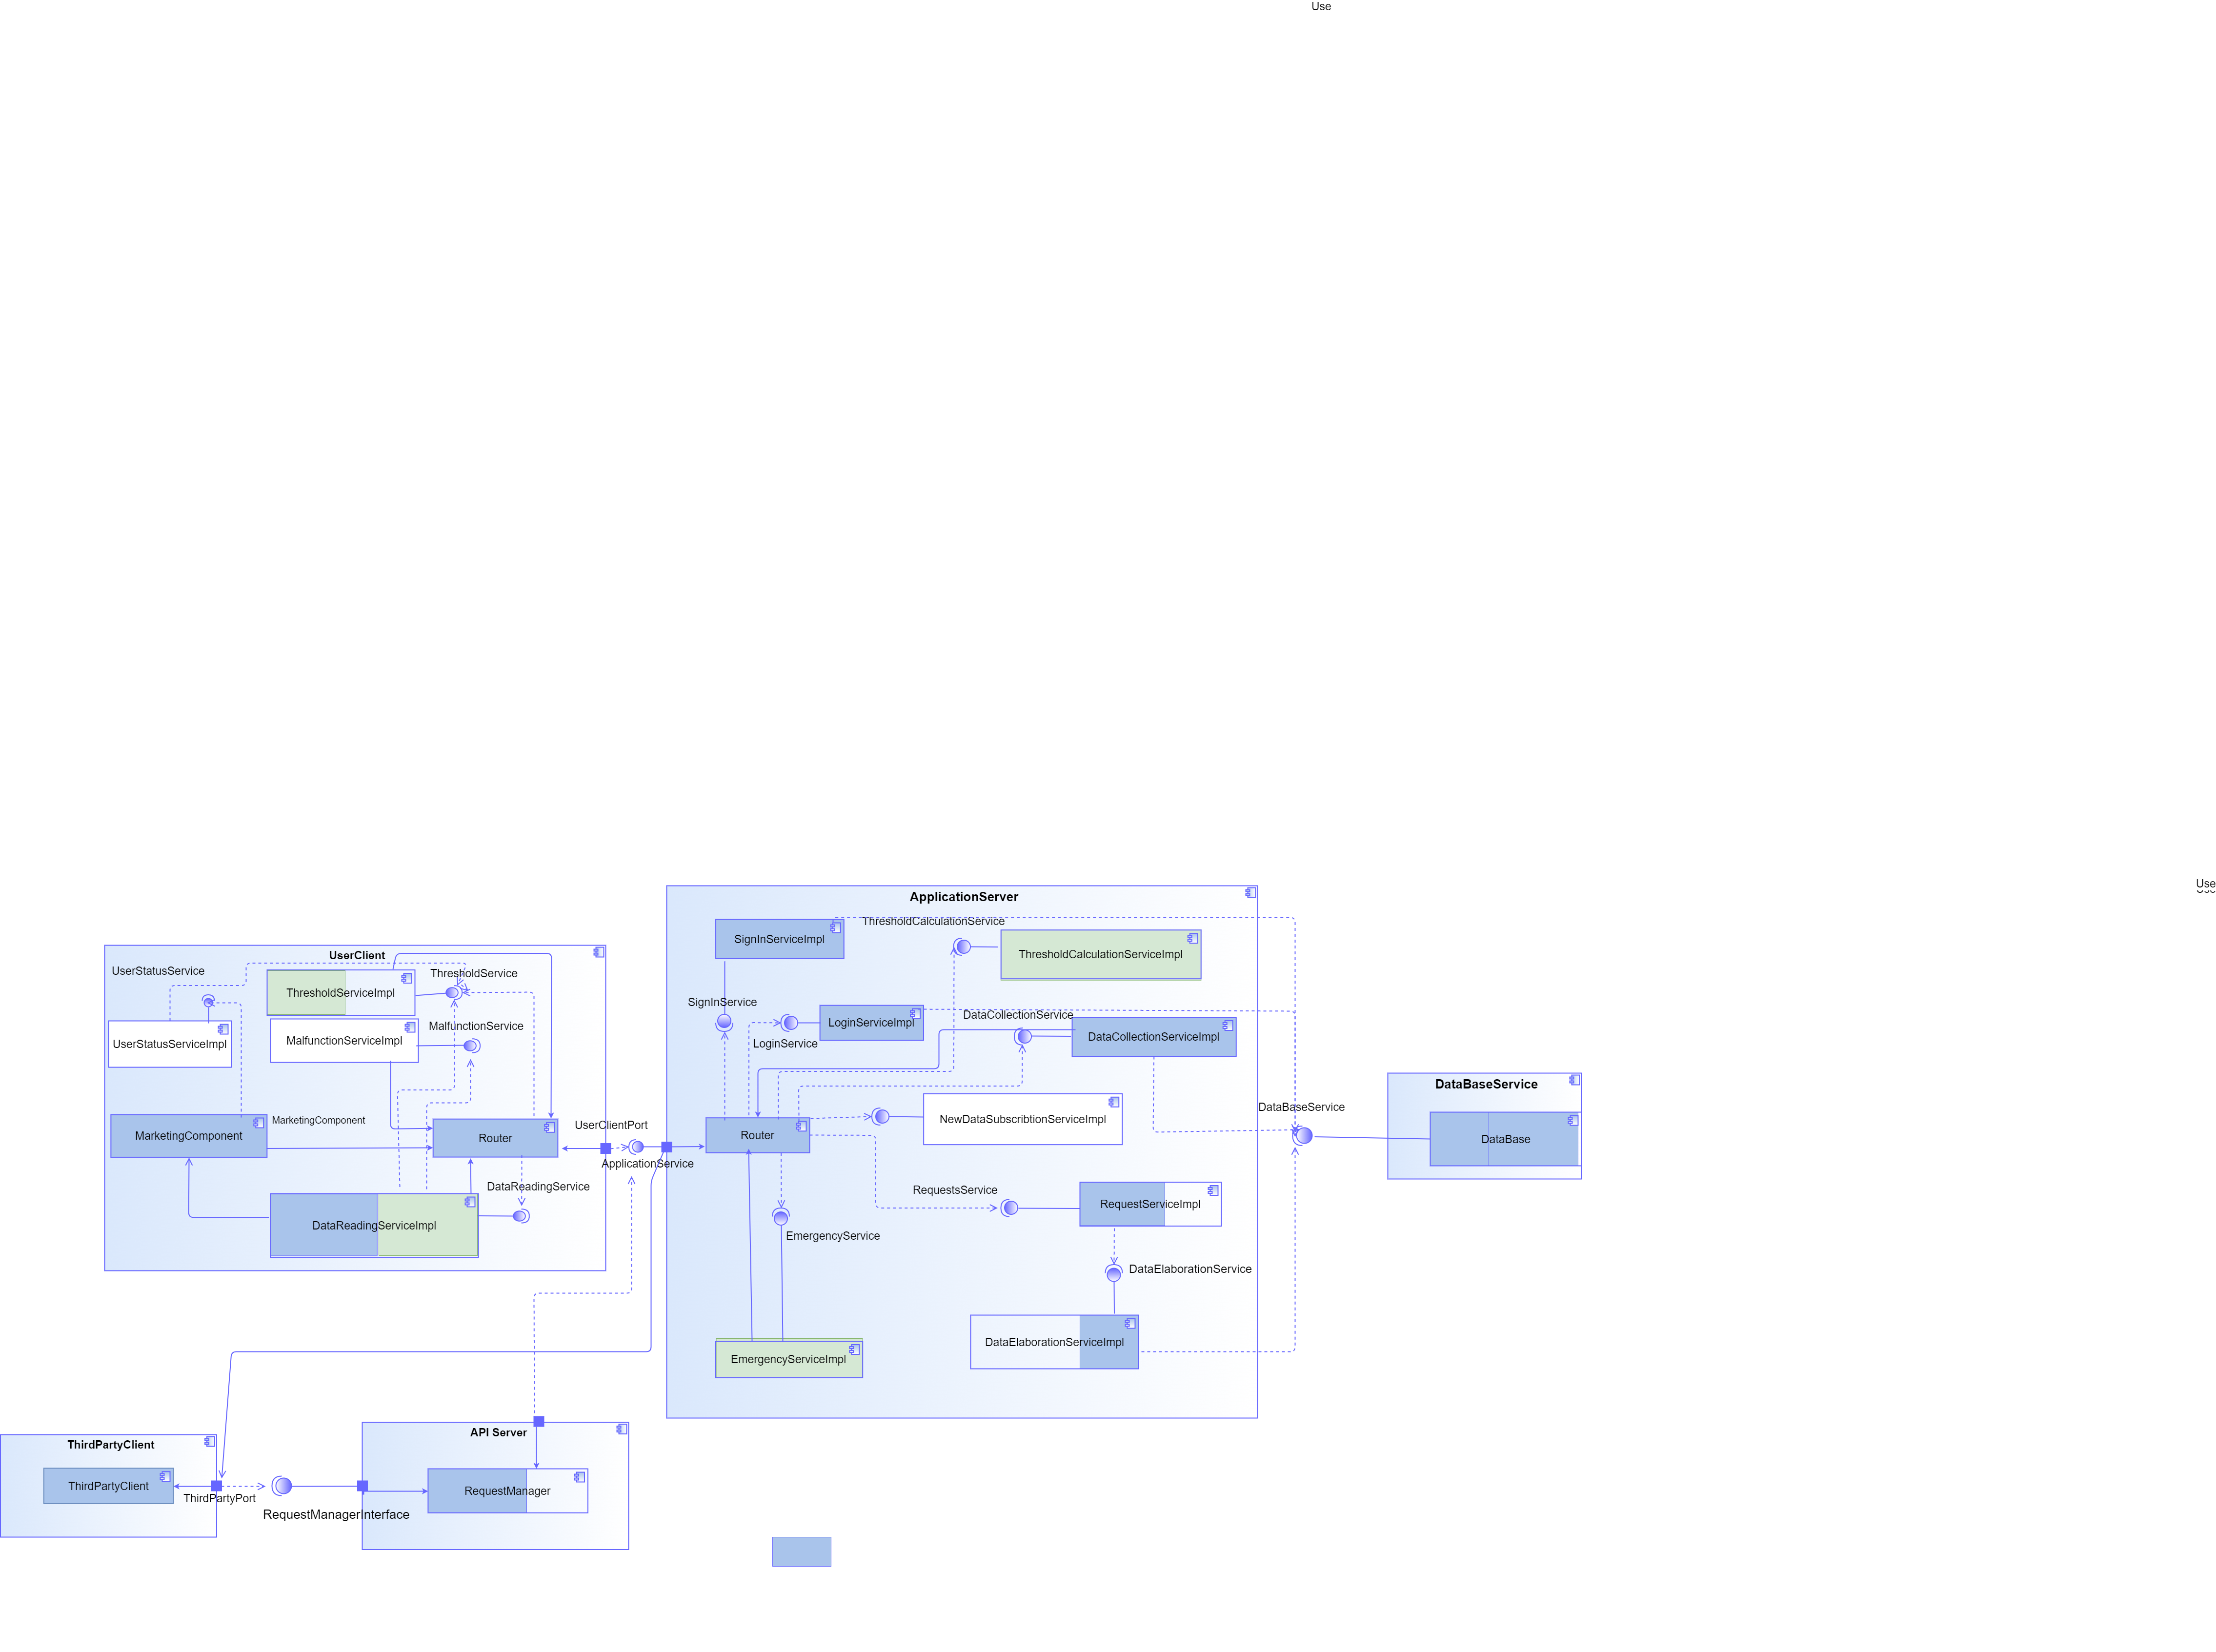 Use
Use
ApplicationServer
ThresholdCalculationService
SignInServiceImpl
ThresholdCalculationServiceImpl
UserClient
UserStatusService
ThresholdService
ThresholdServiceImpl
SignInService
DataCollectionService
LoginServiceImpl
MalfunctionService
DataCollectionServiceImpl
UserStatusServiceImpl
MalfunctionServiceImpl
LoginService
DataBaseService
DataBaseService
MarketingComponent
MarketingComponent
NewDataSubscribtionServiceImpl
UserClientPort
Router
Router
DataBase
ApplicationService
DataReadingService
RequestsService
RequestServiceImpl
DataReadingServiceImpl
EmergencyService
DataElaborationService
DataElaborationServiceImpl
EmergencyServiceImpl
API Server
ThirdPartyClient
ThirdPartyClient
RequestManager
ThirdPartyPort
RequestManagerInterface